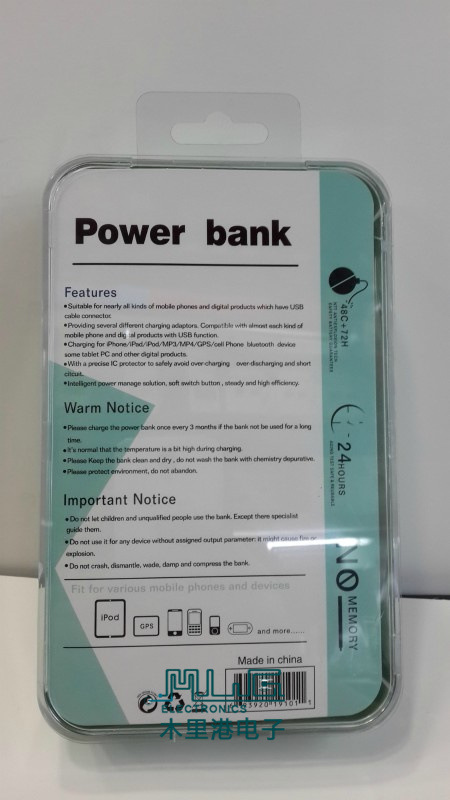 Power bank
Features
•Suitable for nearly all kinds of mobile phones and digital products which have USB
cable connector.
•Providing several different charging adaptors. Compatible with almost each kind of
mobile phone and digital products with USB function.
•Charging for iPhone/iPad/iPod/MP3/MP4/GPS/cell Phone bluetooth device
some tablet PC and other digital products.
•With a precise IC protector to safely avoid over-charging over-discharging and short
circuit.
•Intelligent power manage solution, soft switch button , steady and high efficiency.
Warm Notice
•Please charge the power bank once every 3 months if the bank not be used for a long
time.
•It's normal that the temperature is a bit high during charging.
•Please Keep the bank clean and dry , do not wash the bank with chemistry depurative.
•Please protect environment, do not abandon.
Important Notice
•Do not let children and unqualified people use the bank. Except there specialist
guide them.
•Do not use it for any device without assigned output parameter: it might cause fire or
explosion.
•Do not crash, dismantle, wade, damp and compress the bank.
Fit for various mobile phones and devices
iPod
GPS
and more......
Made in china
48C+72H
24HOURS
NO MEMORY
MLG
ELECTRONICS
木里港电子